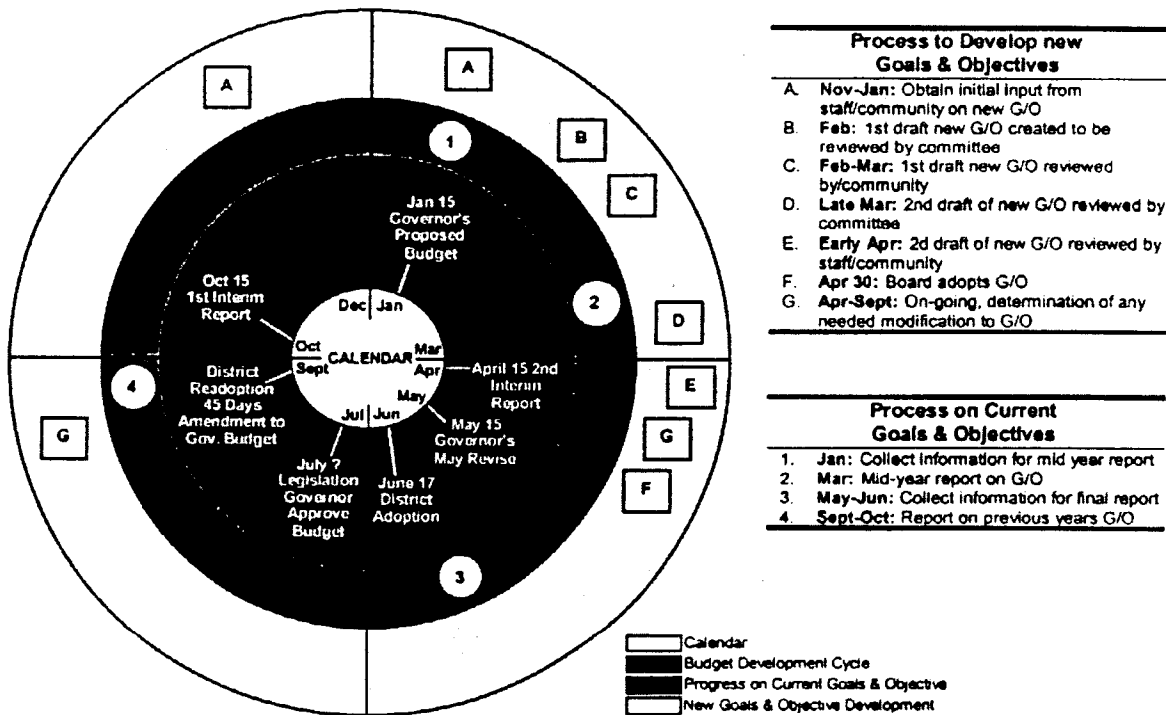 A
A
1
B
C
Jan 15
Governor's
Proposed
Budget
Oct 15
1st Interim
Report
Dec Jan
2
D
Oct
CALENDAR
Mar
Sept
Apr
4
District
Readoption
45 Days
Amendment to
Gov. Budget
April 15 2nd
Interim
Report
E
May
Jul Jun
G
G
May 15
Governor's
May Revise
F
July ?
Legislation
Governor
Approve
Budget
June 17
District
Adoption
3
Process to Develop new
Goals & Objectives
A. Nov-Jan: Obtain initial input from
staff/community on new G/O
B. Feb: 1st draft new G/O created to be
reviewed by committee
C. Feb-Mar: 1st draft new G/O reviewed
by/community
D. Late Mar: 2nd draft of new G/O reviewed by
committee
E. Early Apr: 2d draft of new G/O reviewed by
staff/community
F. Apr 30: Board adopts G/O
G. Apr-Sept: On-going, determination of any
needed modification to G/O
Process on Current
Goals & Objectives
1. Jan: Collect information for mid year report
2. Mar: Mid-year report on G/O
3. May-Jun: Collect information for final report
4. Sept-Oct: Report on previous years G/O
Calendar
Budget Development Cycle
Progress on Current Goals & Objective
New Goals & Objective Development